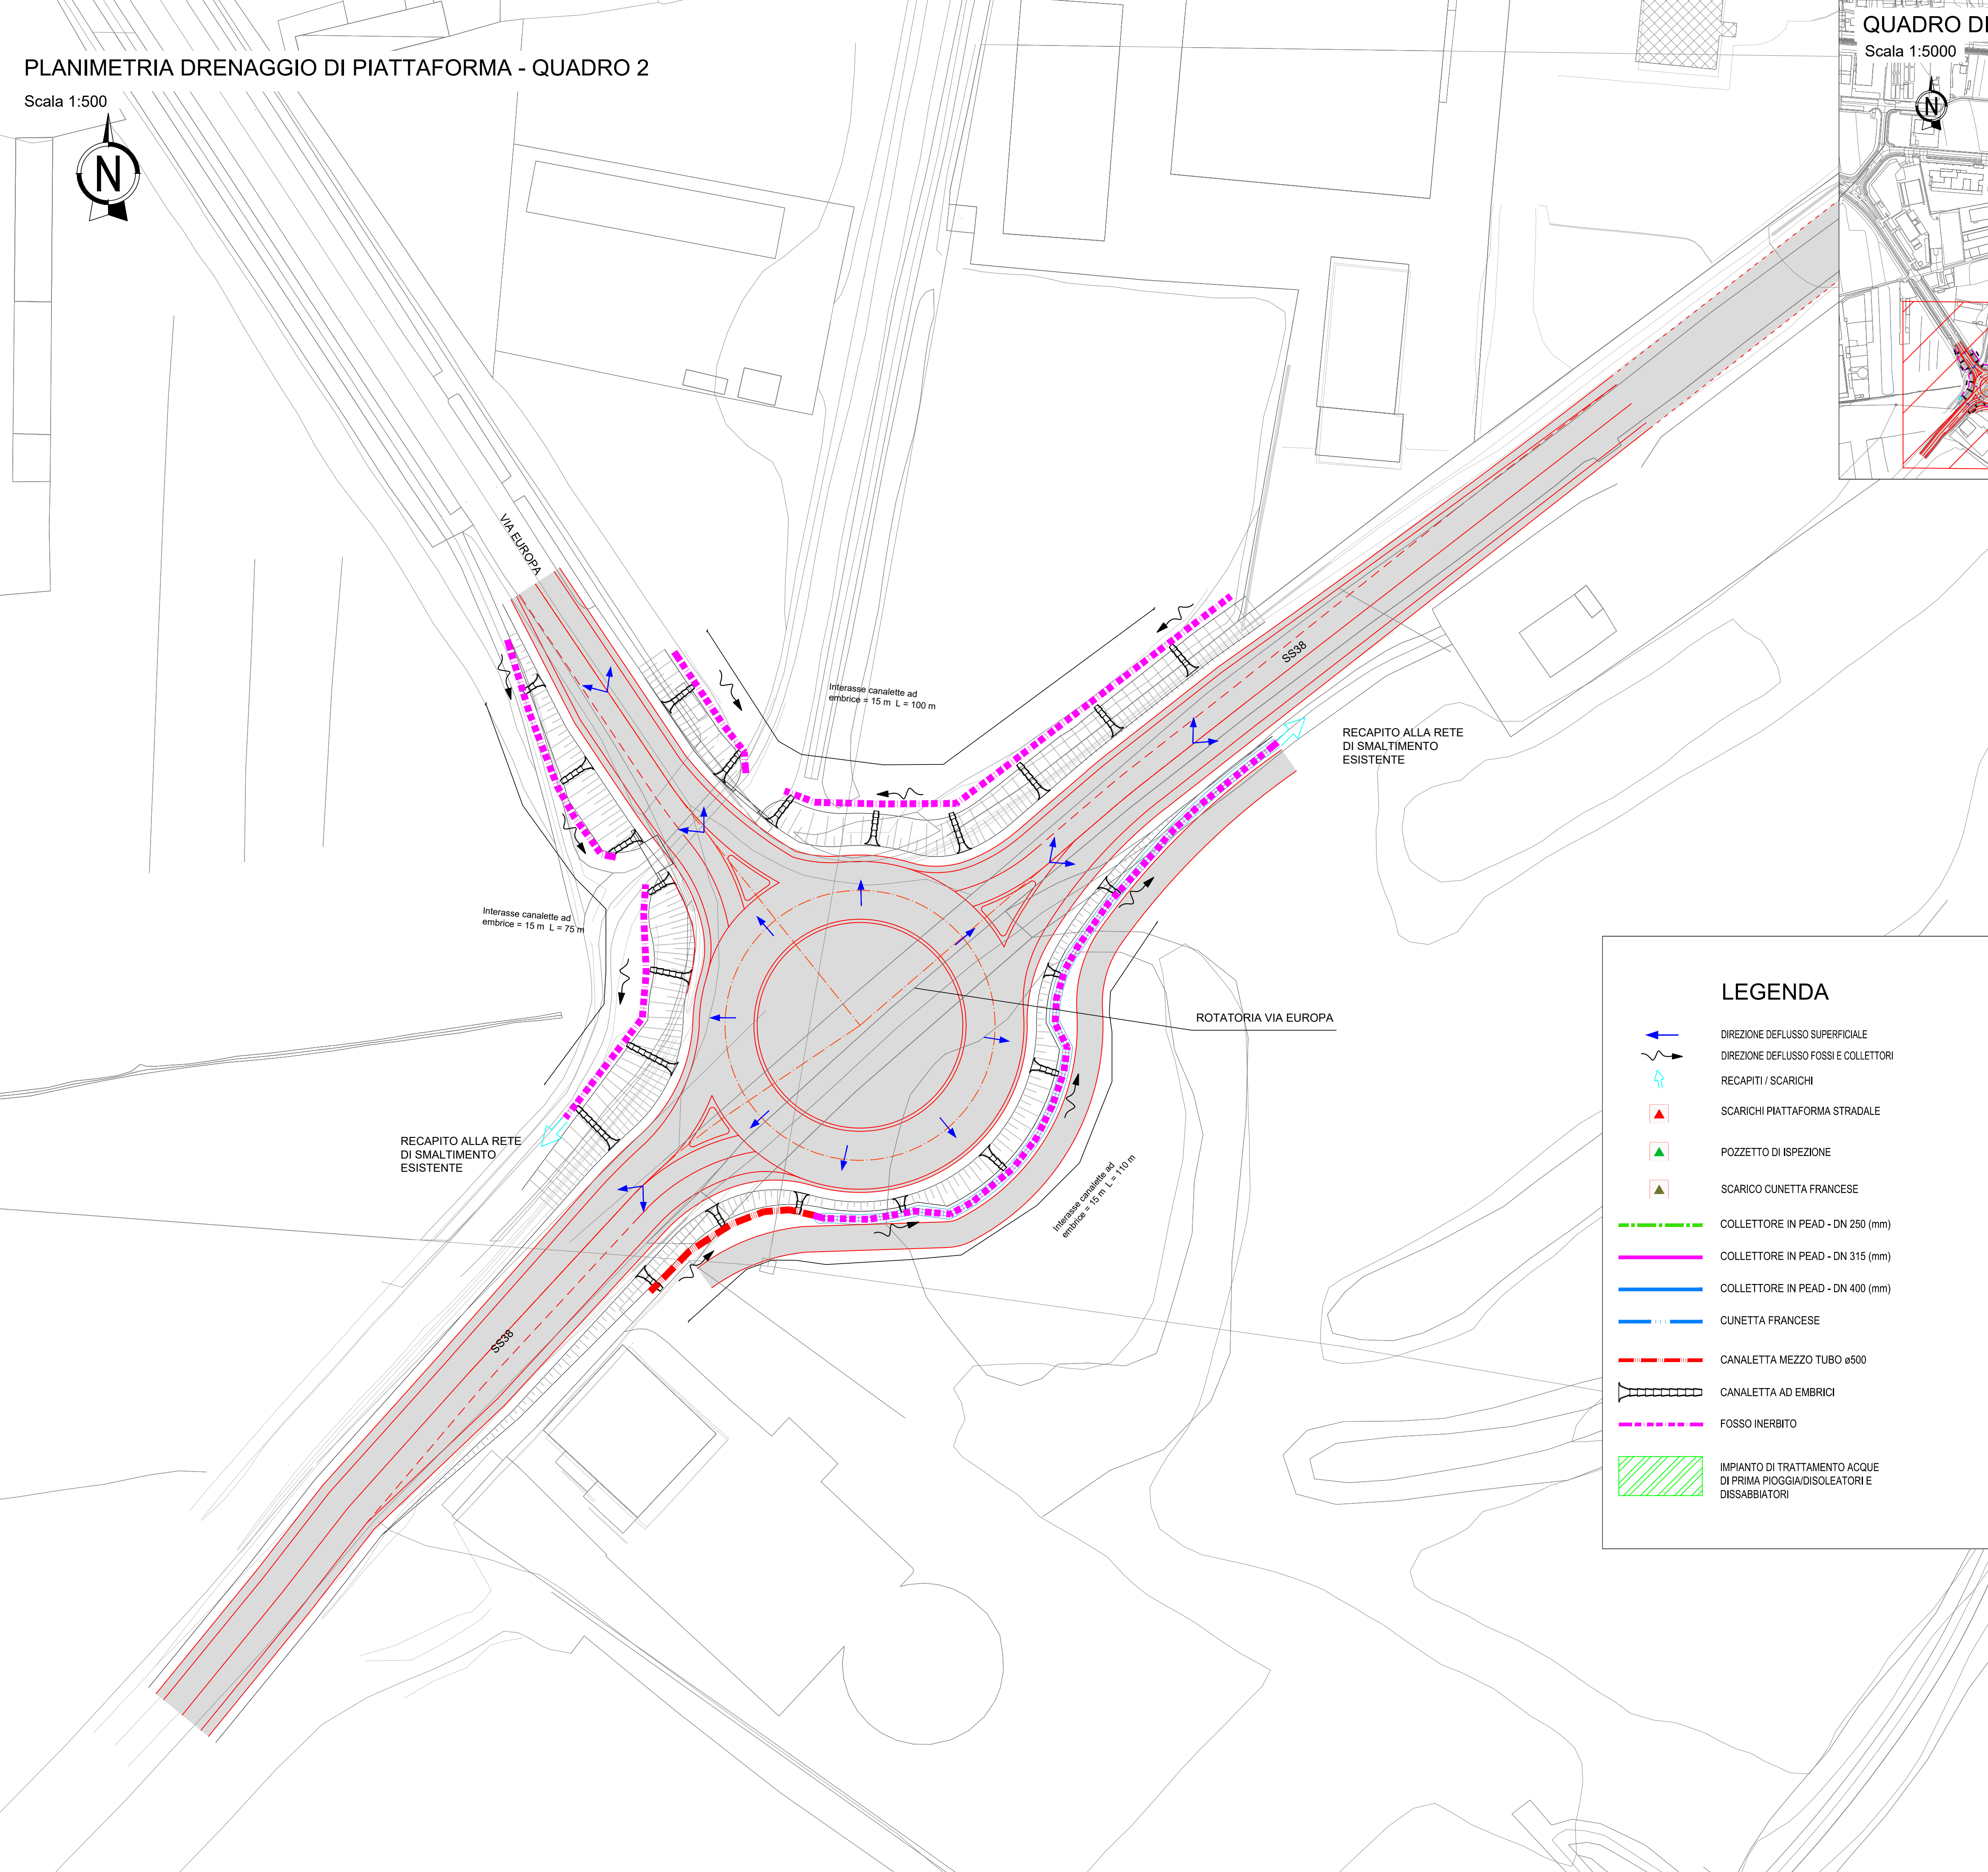 PLANIMETRIA DRENAGGIO DI PIATTAFORMA - QUADRO 2
Scala 1:500
N
QUADRO DI
Scala 1:5000
N
VIA EUROPA
Interasse canalette ad
embrice = 15 m L = 100 m
SS38
RECAPITO ALLA RETE
DI SMALTIMENTO
ESISTENTE
Interasse canalette ad
embrice = 15 m L = 75 m
ROTATORIA VIA EUROPA
RECAPITO ALLA RETE
DI SMALTIMENTO
ESISTENTE
Interasse canalette ad
embrice = 15 m L = 110 m
SS38
LEGENDA
DIREZIONE DEFLUSSO SUPERFICIALE
DIREZIONE DEFLUSSO FOSSI E COLLETTORI
RECAPITI / SCARICHI
SCARICHI PIATTAFORMA STRADALE
POZZETTO DI ISPEZIONE
SCARICO CUNETTA FRANCESE
COLLETTORE IN PEAD - DN 250 (mm)
COLLETTORE IN PEAD - DN 315 (mm)
COLLETTORE IN PEAD - DN 400 (mm)
CUNETTA FRANCESE
CANALETTA MEZZO TUBO ø500
CANALETTA AD EMBRICI
FOSSO INERBITO
IMPIANTO DI TRATTAMENTO ACQUE
DI PRIMA PIOGGIA/DISOLEATORI E
DISSABBIATORI